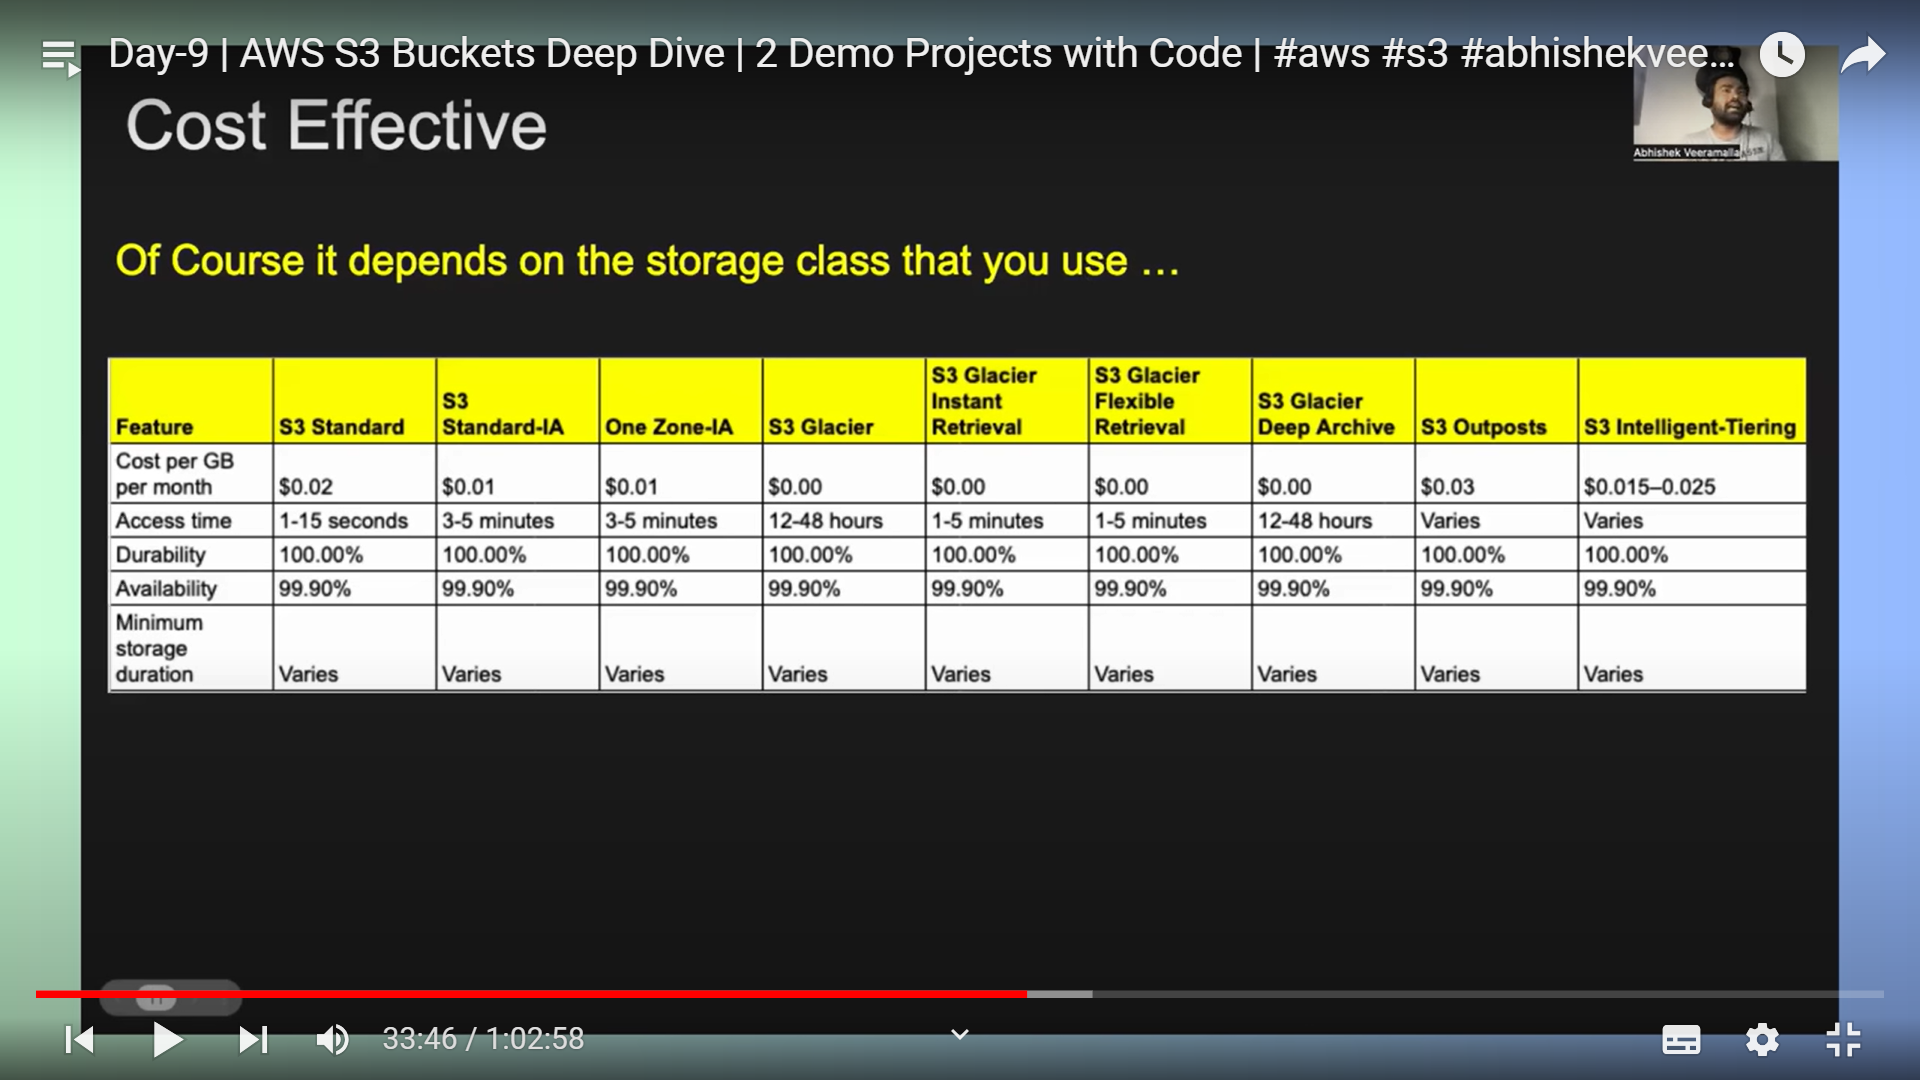 Day-9 | AWS S3 Buckets Deep Dive | 2 Demo Projects with Code | #aws #s3 #abhishekvee...
Cost Effective
Abhishek Veeramalla
Of Course it depends on the storage class that you use ...
Feature S3 Standard S3 Standard-IA One Zone-IA S3 Glacier S3 Glacier Instant Retrieval S3 Glacier Flexible Retrieval S3 Glacier Deep Archive S3 Outposts S3 Intelligent-Tiering
Cost per GB per month $0.02 $0.01 $0.01 $0.00 $0.00 $0.00 $0.00 $0.03 $0.015–0.025
Access time 1-15 seconds 3-5 minutes 3-5 minutes 12-48 hours 1-5 minutes 1-5 minutes 12-48 hours Varies Varies
Durability 100.00% 100.00% 100.00% 100.00% 100.00% 100.00% 100.00% 100.00% 100.00%
Availability 99.90% 99.90% 99.90% 99.90% 99.90% 99.90% 99.90% 99.90% 99.90%
Minimum storage duration Varies Varies Varies Varies Varies Varies Varies Varies Varies
33:46 / 1:02:58